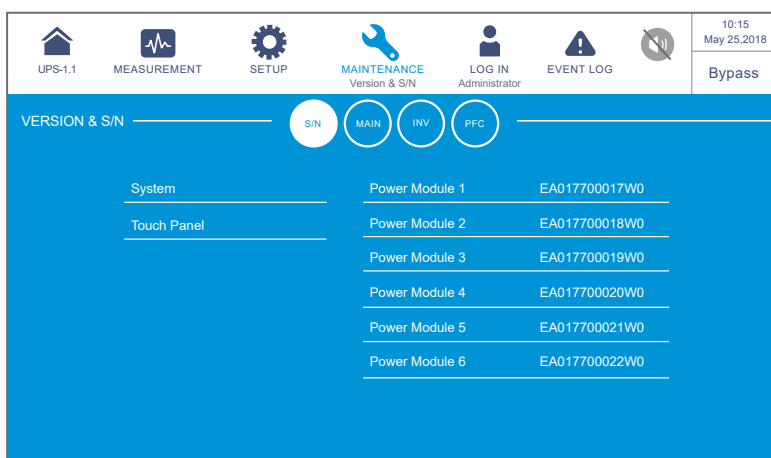 10:15
May 25,2018
UPS-1.1 MEASUREMENT SETUP MAINTENANCE LOG IN EVENT LOG
Version & S/N Administrator
Bypass
VERSION & S/N S/N MAIN INV PFC
System Power Module 1 EA017700017W0
Touch Panel Power Module 2 EA017700018W0
Power Module 3 EA017700019W0
Power Module 4 EA017700020W0
Power Module 5 EA017700021W0
Power Module 6 EA017700022W0